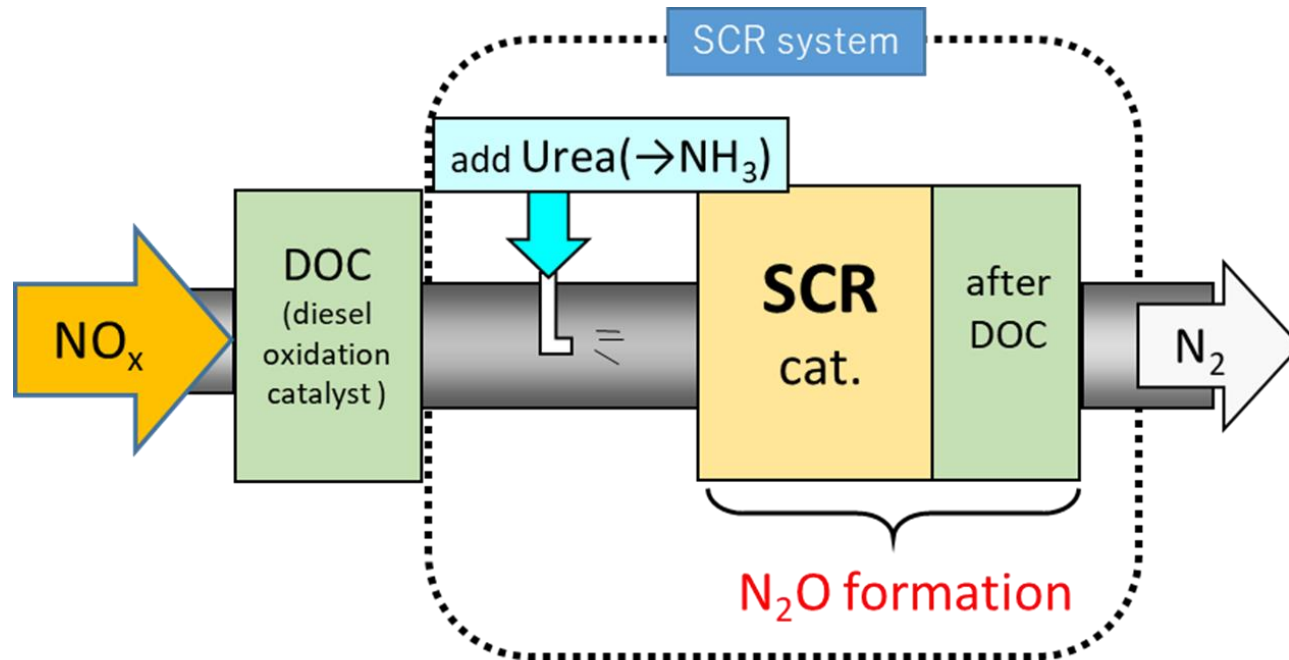 SCR system
add Urea(→NH₃)
NOₓ
DOC
(diesel
oxidation
catalyst )
SCR
cat.
after
DOC
N₂
N₂O formation